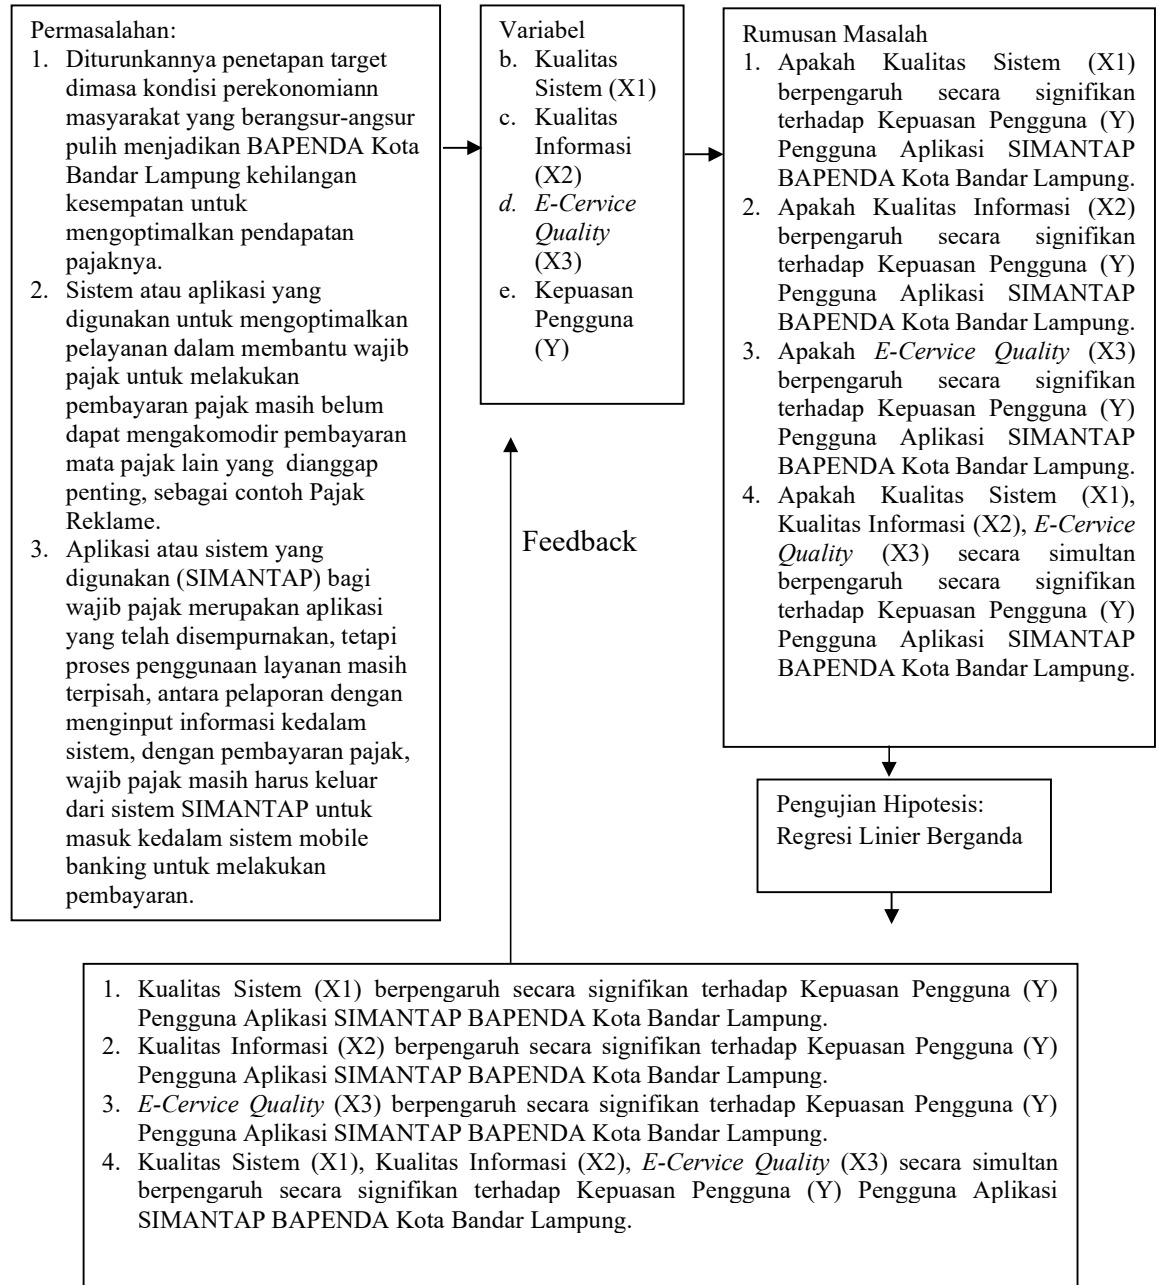 Permasalahan:
1. Diturunkannya penetapan target
dimasa kondisi perekonomiann
masyarakat yang berangsur-angsur
pulih menjadikan BAPENDA Kota
Bandar Lampung kehilangan
kesempatan untuk
mengoptimalkan pendapatan
pajaknya.
2. Sistem atau aplikasi yang
digunakan untuk mengoptimalkan
pelayanan dalam membantu wajib
pajak untuk melakukan
pembayaran pajak masih belum
dapat mengakomodir pembayaran
mata pajak lain yang dianggap
penting, sebagai contoh Pajak
Reklame.
3. Aplikasi atau sistem yang
digunakan (SIMANTAP) bagi
wajib pajak merupakan aplikasi
yang telah disempurnakan, tetapi
proses penggunaan layanan masih
terpisah, antara pelaporan dengan
menginput informasi kedalam
sistem, dengan pembayaran pajak,
wajib pajak masih harus keluar
dari sistem SIMANTAP untuk
masuk kedalam sistem mobile
banking untuk melakukan
pembayaran.
Variabel
b. Kualitas
Sistem (X1)
c. Kualitas
Informasi
(X2)
d. E-Cervice
Quality
(X3)
e. Kepuasan
Pengguna
(Y)
Rumusan Masalah
1. Apakah Kualitas Sistem (X1)
berpengaruh secara signifikan
terhadap Kepuasan Pengguna (Y)
Pengguna Aplikasi SIMANTAP
BAPENDA Kota Bandar Lampung.
2. Apakah Kualitas Informasi (X2)
berpengaruh secara signifikan
terhadap Kepuasan Pengguna (Y)
Pengguna Aplikasi SIMANTAP
BAPENDA Kota Bandar Lampung.
3. Apakah E-Cervice Quality (X3)
berpengaruh secara signifikan
terhadap Kepuasan Pengguna (Y)
Pengguna Aplikasi SIMANTAP
BAPENDA Kota Bandar Lampung.
4. Apakah Kualitas Sistem (X1),
Kualitas Informasi (X2), E-Cervice
Quality (X3) secara simultan
berpengaruh secara signifikan
terhadap Kepuasan Pengguna (Y)
Pengguna Aplikasi SIMANTAP
BAPENDA Kota Bandar Lampung.
Feedback
Pengujian Hipotesis:
Regresi Linier Berganda
1. Kualitas Sistem (X1) berpengaruh secara signifikan terhadap Kepuasan Pengguna (Y)
Pengguna Aplikasi SIMANTAP BAPENDA Kota Bandar Lampung.
2. Kualitas Informasi (X2) berpengaruh secara signifikan terhadap Kepuasan Pengguna (Y)
Pengguna Aplikasi SIMANTAP BAPENDA Kota Bandar Lampung.
3. E-Cervice Quality (X3) berpengaruh secara signifikan terhadap Kepuasan Pengguna (Y)
Pengguna Aplikasi SIMANTAP BAPENDA Kota Bandar Lampung.
4. Kualitas Sistem (X1), Kualitas Informasi (X2), E-Cervice Quality (X3) secara simultan
berpengaruh secara signifikan terhadap Kepuasan Pengguna (Y) Pengguna Aplikasi
SIMANTAP BAPENDA Kota Bandar Lampung.